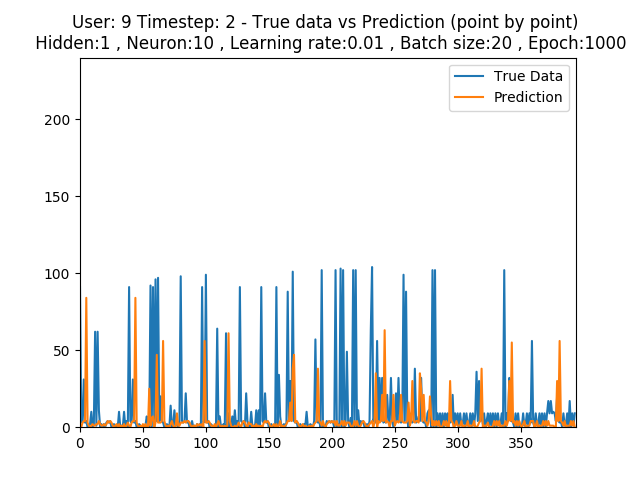 User: 9 Timestep: 2 - True data vs Prediction (point by point)
Hidden:1 , Neuron:10 , Learning rate:0.01 , Batch size:20 , Epoch:1000
True Data
Prediction
200
150
100
50
0
0 50 100 150 200 250 300 350